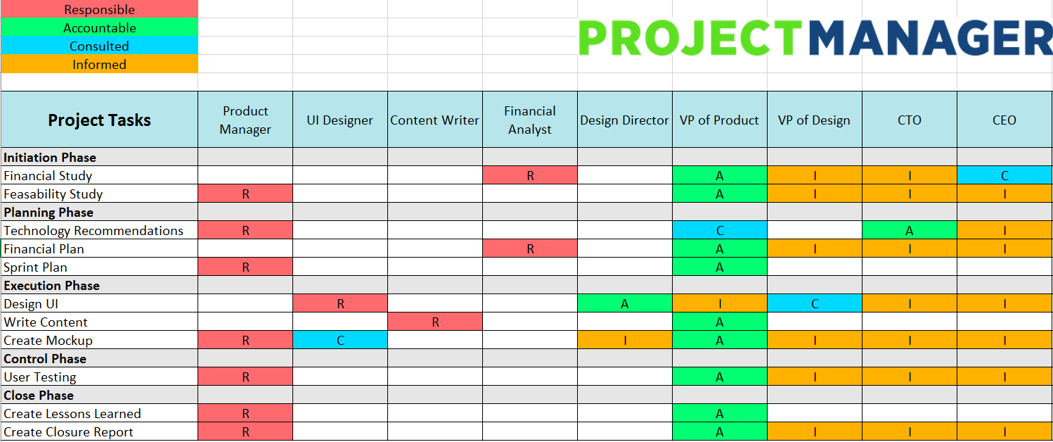 Responsible
Accountable
Consulted
Informed
PROJECTMANAGER
Project Tasks Product Manager UI Designer Content Writer Financial Analyst Design Director VP of Product VP of Design CTO CEO
Initiation Phase
Financial Study R A I I C
Feasability Study R A I I I
Planning Phase
Technology Recommendations R C A I
Financial Plan R A I I I
Sprint Plan R A
Execution Phase
Design UI R A I C I I
Write Content R A
Create Mockup R C I A I I I
Control Phase
User Testing R A I I I
Close Phase
Create Lessons Learned R A
Create Closure Report R A I I I